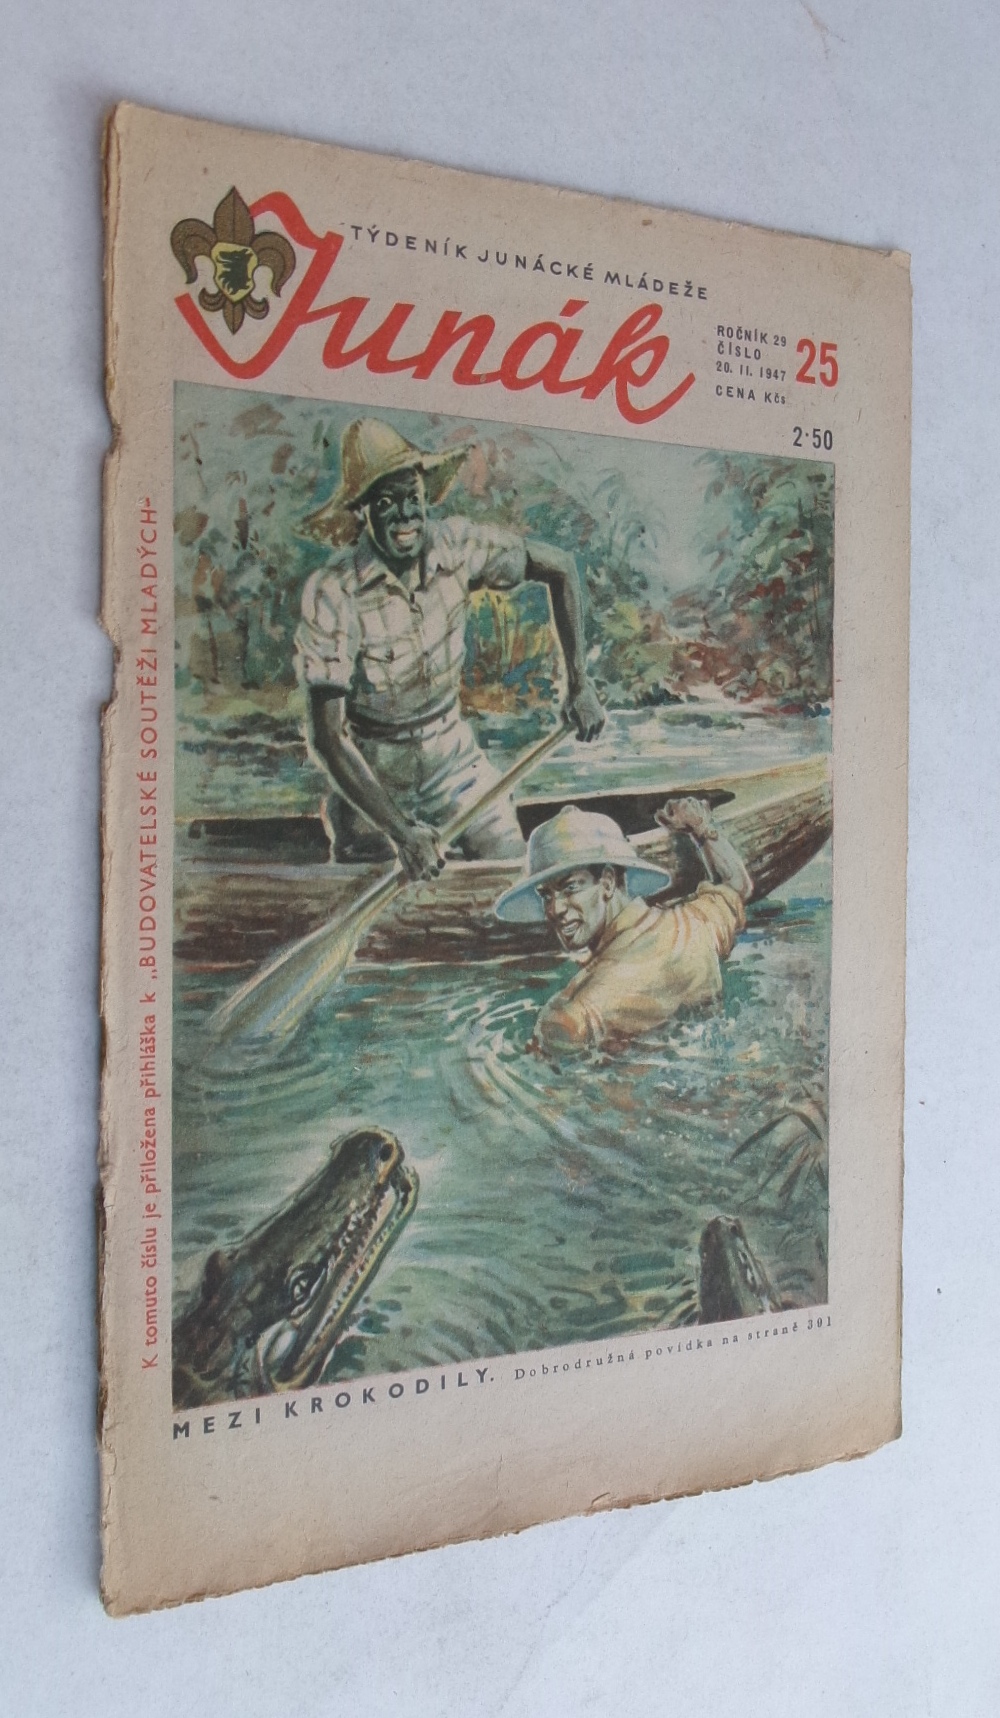 TÝDENÍK JUNÁCKÉ MLÁDEŽE
Junák
ROČNÍK 29
ČÍSLO 25
20. II. 1947
CENA Kčs
2·50
K tomuto číslu je přiložena přihláška k „BUDOVATELSKÉ SOUTĚŽI MLADÝCH-
MEZI KROKODILY. Dobrodružná povídka na straně 391